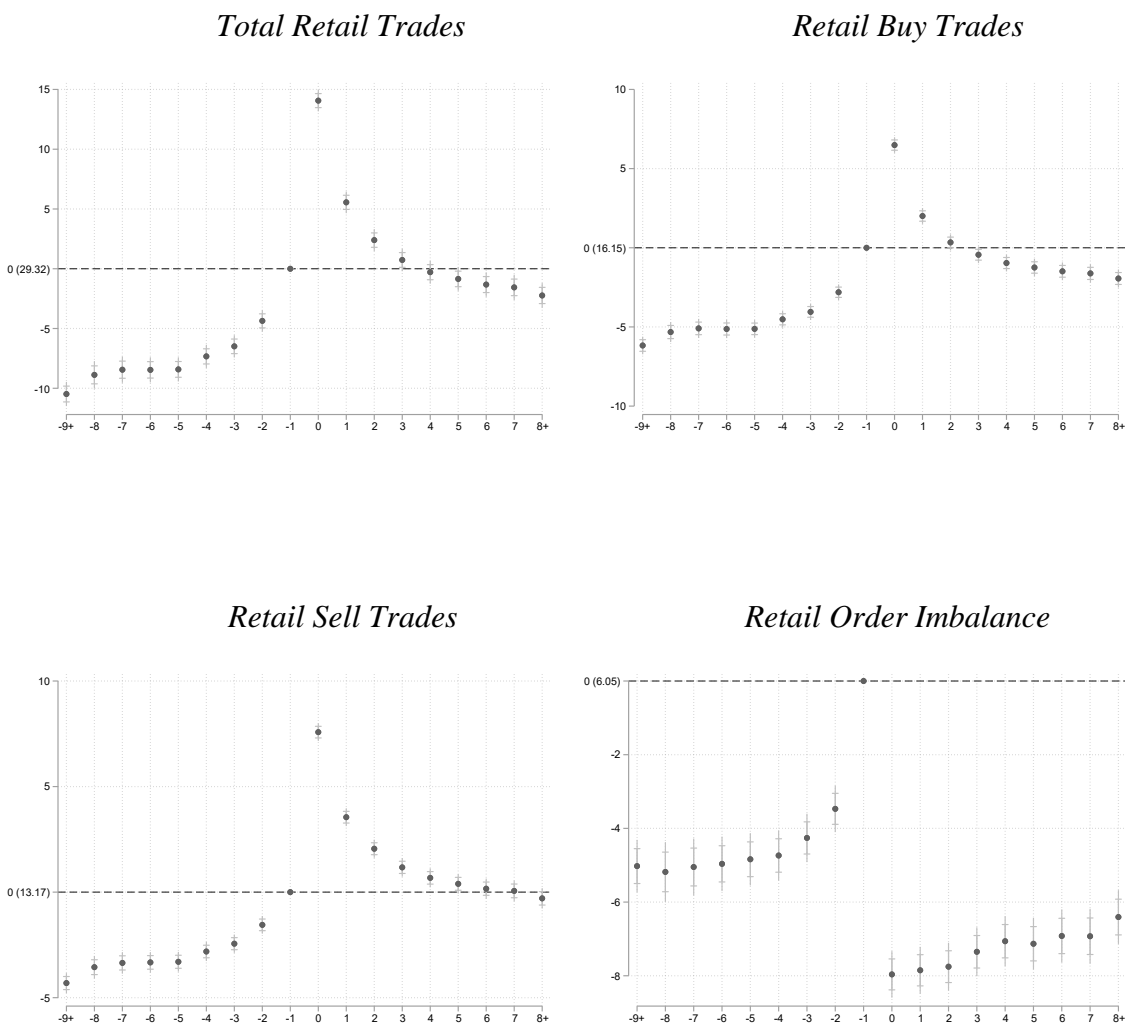 Total Retail Trades
15
10
5
0 (29.32)
-5
-10
-9+ -8 -7 -6 -5 -4 -3 -2 -1 0 1 2 3 4 5 6 7 8+
Retail Buy Trades
10
5
0 (16.15)
-5
-10
-9+ -8 -7 -6 -5 -4 -3 -2 -1 0 1 2 3 4 5 6 7 8+
Retail Sell Trades
10
5
0 (13.17)
-5
-9+ -8 -7 -6 -5 -4 -3 -2 -1 0 1 2 3 4 5 6 7 8+
Retail Order Imbalance
0 (6.05)
-2
-4
-6
-8
-9+ -8 -7 -6 -5 -4 -3 -2 -1 0 1 2 3 4 5 6 7 8+